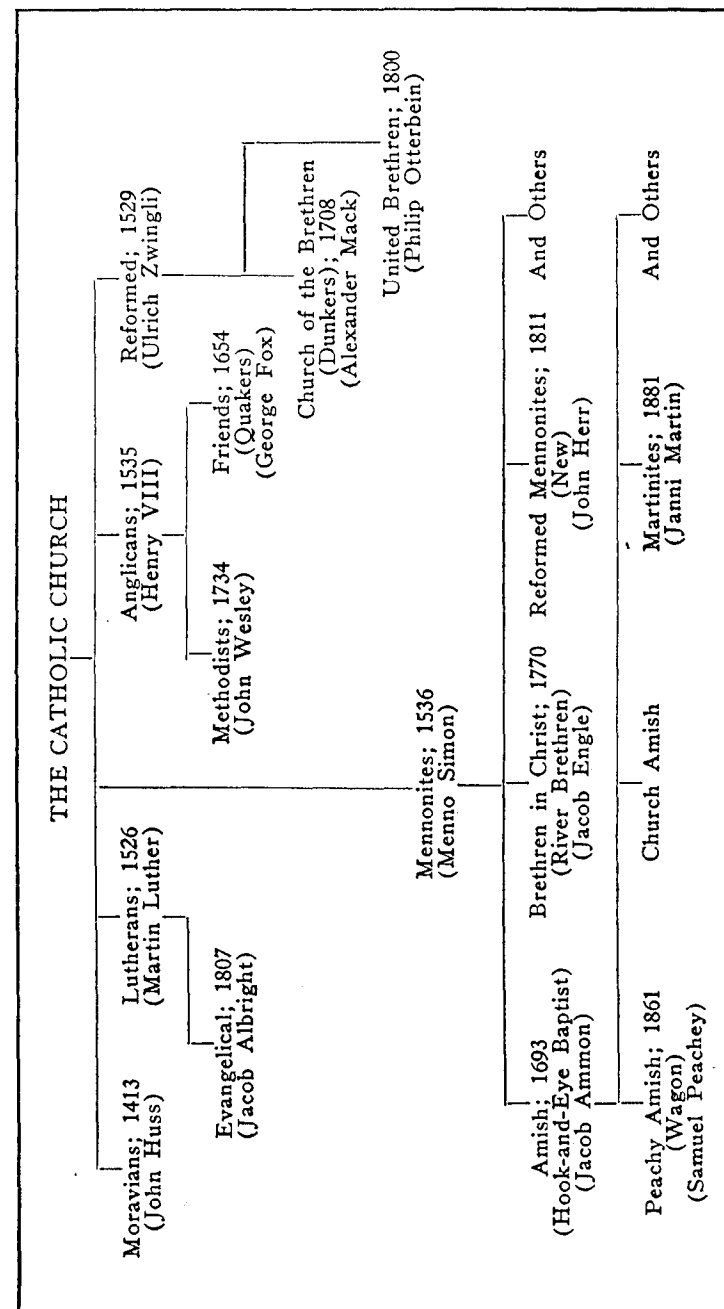 THE CATHOLIC CHURCH
Moravians; 1413
(John Huss)
Lutherans; 1526
(Martin Luther)
Anglicans; 1535
(Henry VIII)
Reformed; 1529
(Ulrich Zwingli)
Evangelical; 1807
(Jacob Albright)
Methodists; 1734
(John Wesley)
Friends; 1654
(Quakers)
(George Fox)
Church of the Brethren
(Dunkers); 1708
(Alexander Mack)
United Brethren; 1800
(Philip Otterbein)
Mennonites; 1536
(Menno Simon)
Amish; 1693
(Hook-and-Eye Baptist)
(Jacob Ammon)
Brethren in Christ; 1770
(River Brethren)
(Jacob Engle)
Reformed Mennonites; 1811
(New)
(John Herr)
And Others
Peachy Amish; 1861
(Wagon)
(Samuel Peachey)
Church Amish
Martinites; 1881
(Janni Martin)
And Others